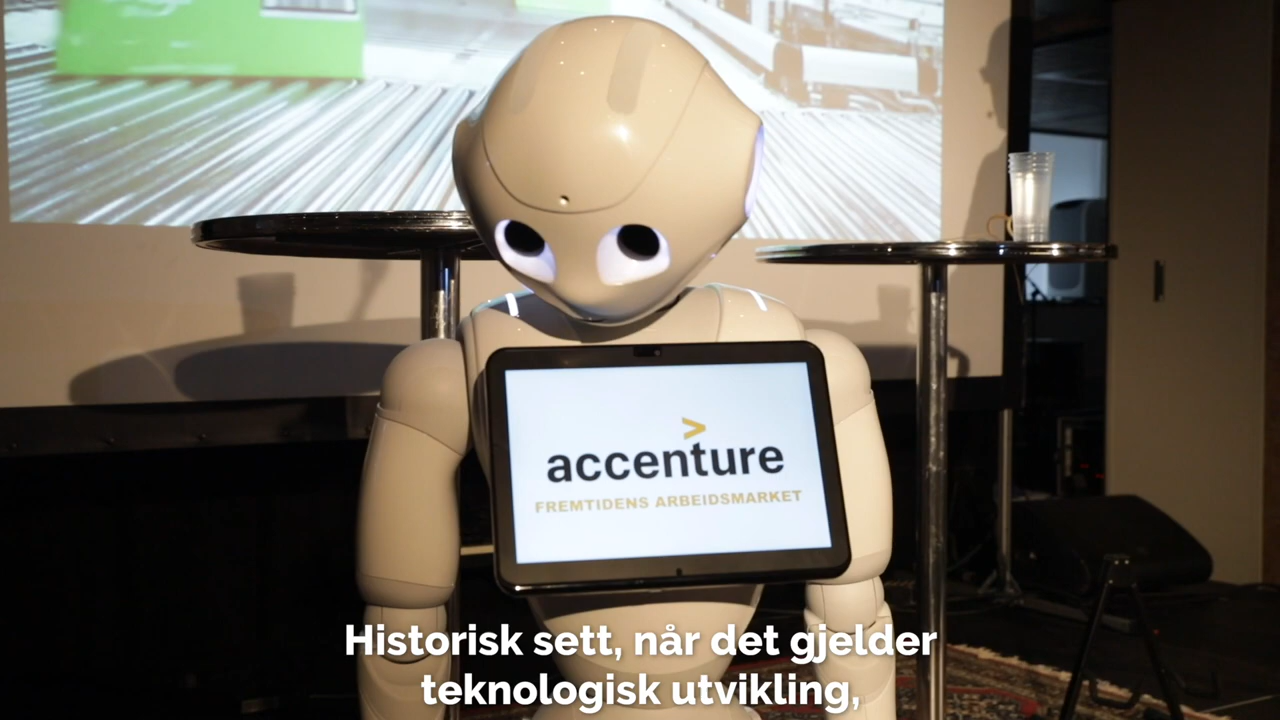 accenture
FREMTIDENS ARBEIDSMARKET
Historisk sett, når det gjelder
teknologisk utvikling,